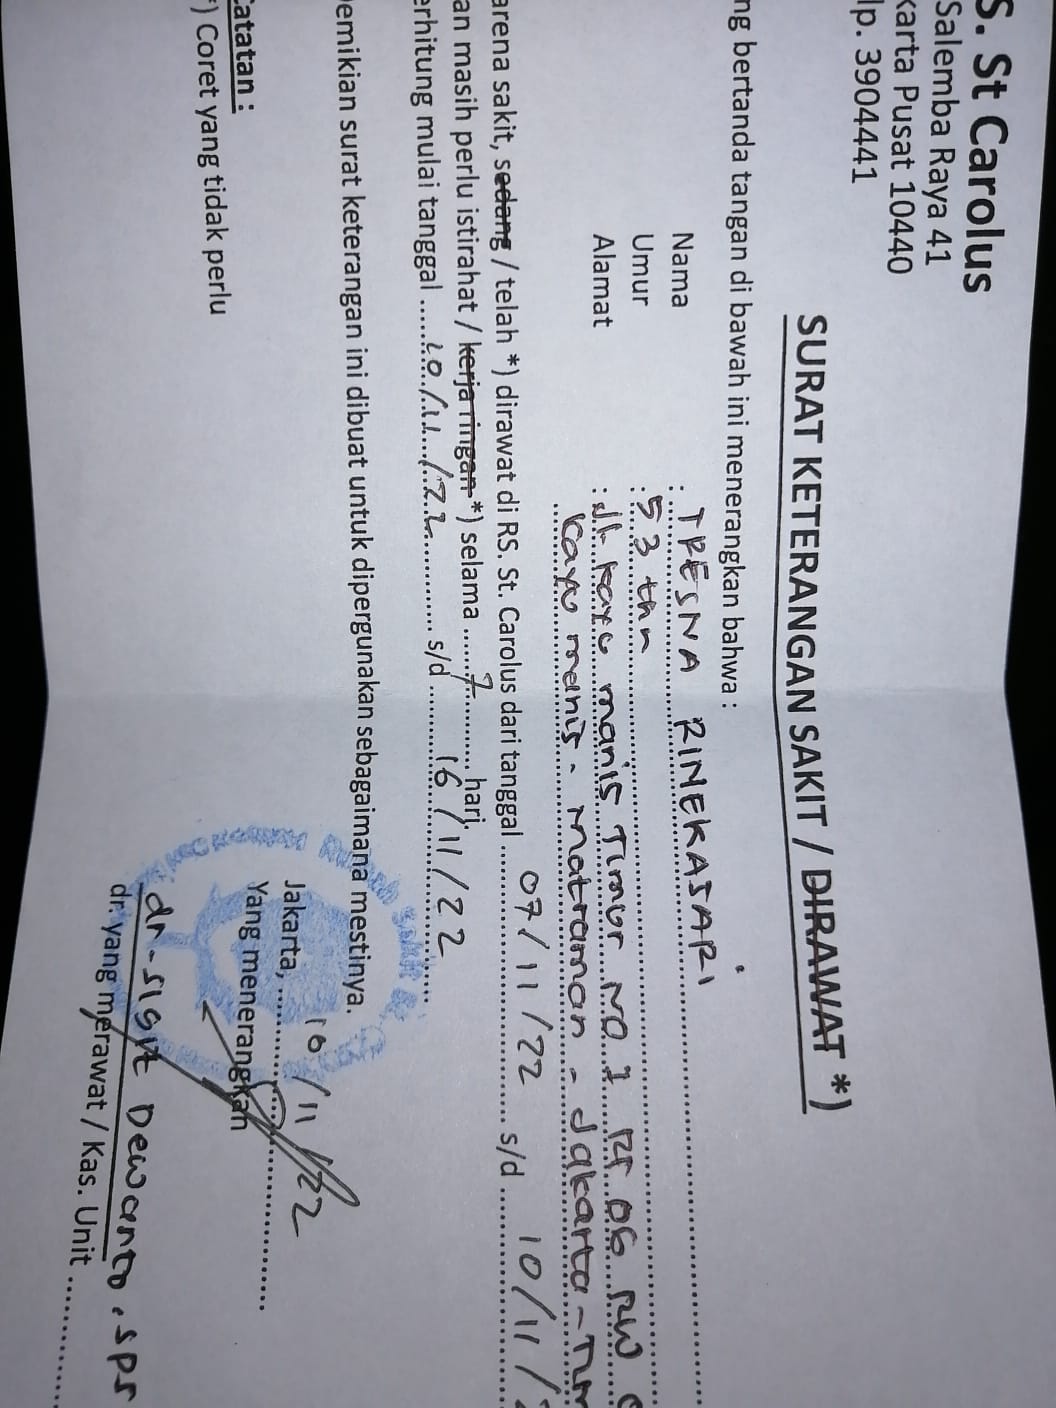 S. St Carolus
Salemba Raya 41
karta Pusat 10440
lp. 3904441
SURAT KETERANGAN SAKIT / DIRAWAT *)
ng bertanda tangan di bawah ini menerangkan bahwa :
Nama : TRESNA RINEKASARI
Umur : 53 thn
Alamat : Jl. kayu manis Timur NO 1 RT 06 RW
kayu manis - matraman - Jakarta - Tim
arena sakit, sedang / telah *) dirawat di RS. St. Carolus dari tanggal 07/11/22 s/d 10/11/
an masih perlu istirahat / kerja ringan *) selama 7 hari.
erhitung mulai tanggal 10/11/22 s/d 16/11/22
emikian surat keterangan ini dibuat untuk dipergunakan sebagaimana mestinya.
Jakarta, 16/11/22
Yang menerangkan
dr. Sigit Dewanto, SpS
dr. yang merawat / Kas. Unit
Catatan :
*) Coret yang tidak perlu